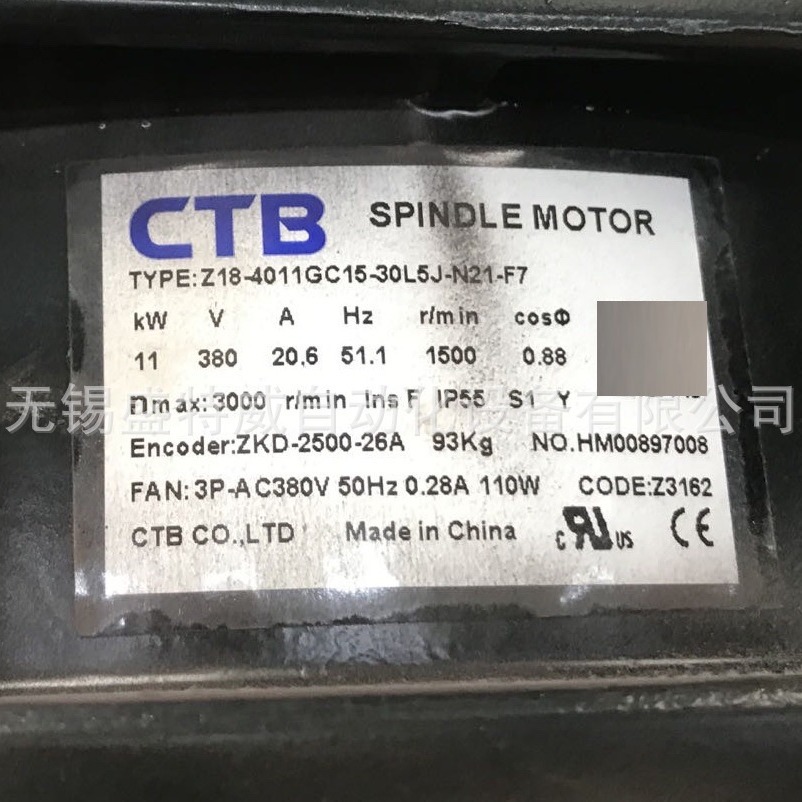 CTB SPINDLE MOTOR
TYPE:Z18-4011GC15-30L5J-N21-F7
kW V A Hz r/min cosΦ
11 380 20.6 51.1 1500 0.88
nmax:3000 r/min Ins F IP55 S1 Y
无锡盛特威自动化设备有限公司
Encoder:ZKD-2500-26A 93Kg NO.HM00897008
FAN:3P-AC380V 50Hz 0.28A 110W CODE:Z3162
CTB CO.,LTD Made in China c RU US CE